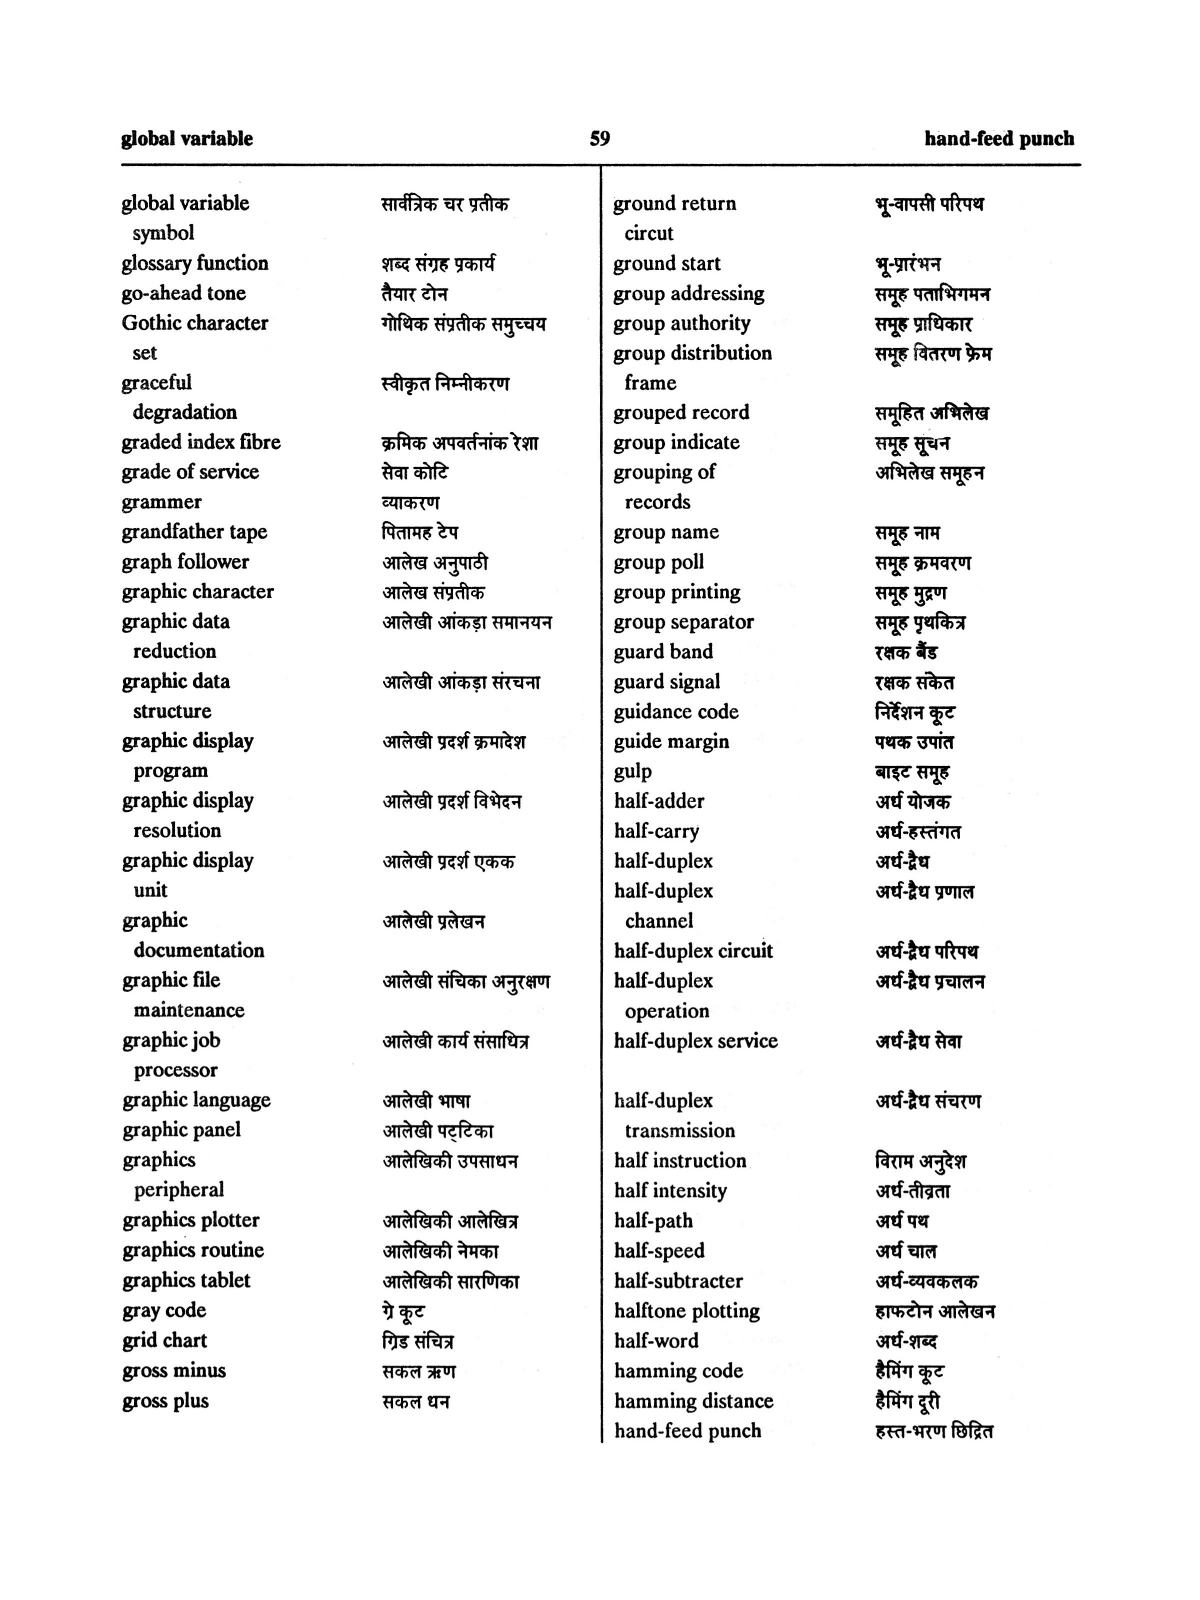 global variable 59 hand-feed punch
global variable सार्वत्रिक चर प्रतीक
symbol
glossary function शब्द संग्रह प्रकार्य
go-ahead tone तैयार टोन
Gothic character गोथिक संप्रतीक समुच्चय
set
graceful स्वीकृत निम्नीकरण
degradation
graded index fibre क्रमिक अपवर्तनांक रेशा
grade of service सेवा कोटि
grammer व्याकरण
grandfather tape पितामह टेप
graph follower आलेख अनुपाठी
graphic character आलेख संप्रतीक
graphic data आलेखी आंकड़ा समानयन
reduction
graphic data आलेखी आंकड़ा संरचना
structure
graphic display आलेखी प्रदर्श क्रमादेश
program
graphic display आलेखी प्रदर्श विभेदन
resolution
graphic display आलेखी प्रदर्श एकक
unit
graphic आलेखी प्रलेखन
documentation
graphic file आलेखी संचिका अनुरक्षण
maintenance
graphic job आलेखी कार्य संसाधित्र
processor
graphic language आलेखी भाषा
graphic panel आलेखी पट्टिका
graphics आलेखिकी उपसाधन
peripheral
graphics plotter आलेखिकी आलेखित्र
graphics routine आलेखिकी नेमका
graphics tablet आलेखिकी सारणिका
gray code ग्रे कूट
grid chart ग्रिड संचित्र
gross minus सकल ऋण
gross plus सकल धन
ground return भू-वापसी परिपथ
circut
ground start भू-प्रारंभन
group addressing समूह पताभिगमन
group authority समूह प्राधिकार
group distribution समूह वितरण फ्रेम
frame
grouped record समूहित अभिलेख
group indicate समूह सूचन
grouping of अभिलेख समूहन
records
group name समूह नाम
group poll समूह क्रमवरण
group printing समूह मुद्रण
group separator समूह पृथकित्र
guard band रक्षक बैंड
guard signal रक्षक संकेत
guidance code निर्देशन कूट
guide margin पथक उपांत
gulp बाइट समूह
half-adder अर्ध योजक
half-carry अर्ध-हस्तंगत
half-duplex अर्ध-द्वैध
half-duplex अर्ध-द्वैध प्रणाल
channel
half-duplex circuit अर्ध-द्वैध परिपथ
half-duplex अर्ध-द्वैध प्रचालन
operation
half-duplex service अर्ध-द्वैध सेवा
half-duplex अर्ध-द्वैध संचरण
transmission
half instruction विराम अनुदेश
half intensity अर्ध-तीव्रता
half-path अर्ध पथ
half-speed अर्ध चाल
half-subtracter अर्ध-व्यवकलक
halftone plotting हाफटोन आलेखन
half-word अर्ध-शब्द
hamming code हैमिंग कूट
hamming distance हैमिंग दूरी
hand-feed punch हस्त-भरण छिद्रित